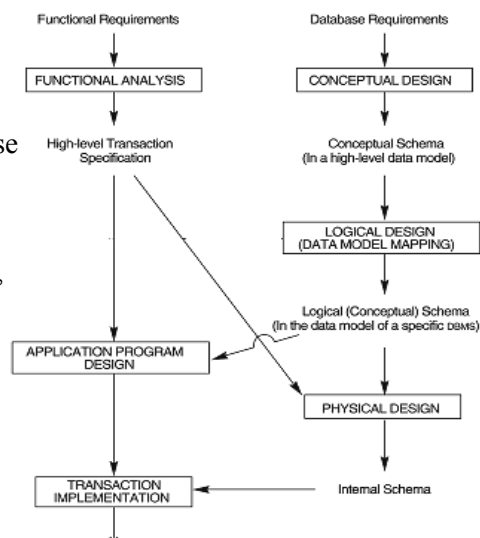 Functional Requirements
Database Requirements
FUNCTIONAL ANALYSIS
CONCEPTUAL DESIGN
se
High-level Transaction
Specification
Conceptual Schema
(In a high-level data model)
LOGICAL DESIGN
(DATA MODEL MAPPING)
,
Logical (Conceptual) Schema
(In the data model of a specific DBMS)
APPLICATION PROGRAM
DESIGN
PHYSICAL DESIGN
TRANSACTION
IMPLEMENTATION
Internal Schema